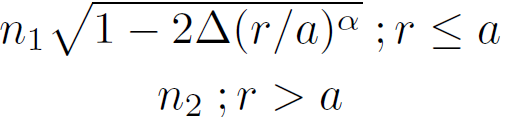 n₁√(1 − 2Δ(r/a)^α) ; r ≤ a
n₂ ; r > a